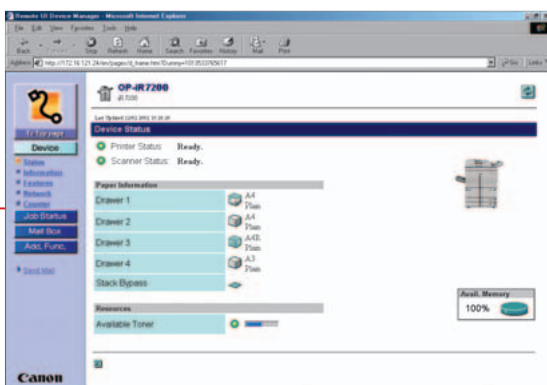 Remote UI Device Manager - Microsoft Internet Explorer
File Edit View Favorites Tools Help
Back Stop Refresh Home Search Favorites History Mail Print
Address
Go Links
OP-iR7200
iR7200
To Top page
Last Updated
Device Status
Device
Printer Status: Ready.
Scanner Status: Ready.
Status
Information
Features
Network
Counter
Job Status
Mail Box
Add. Func.
Send Mail
Paper Information
Drawer 1 A4
Plain
Drawer 2 A4
Plain
Drawer 3 A4R
Plain
Drawer 4 A3
Plain
Stack Bypass
Avail. Memory
100%
Resources
Available Toner
Canon